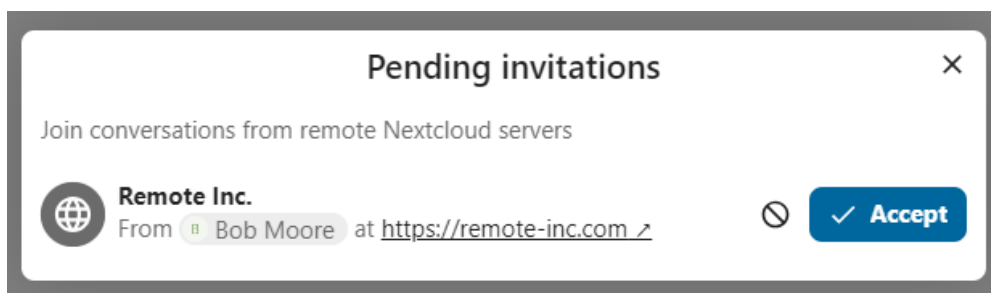 Pending invitations
Join conversations from remote Nextcloud servers
Remote Inc.
From B Bob Moore at https://remote-inc.com ↗
Accept